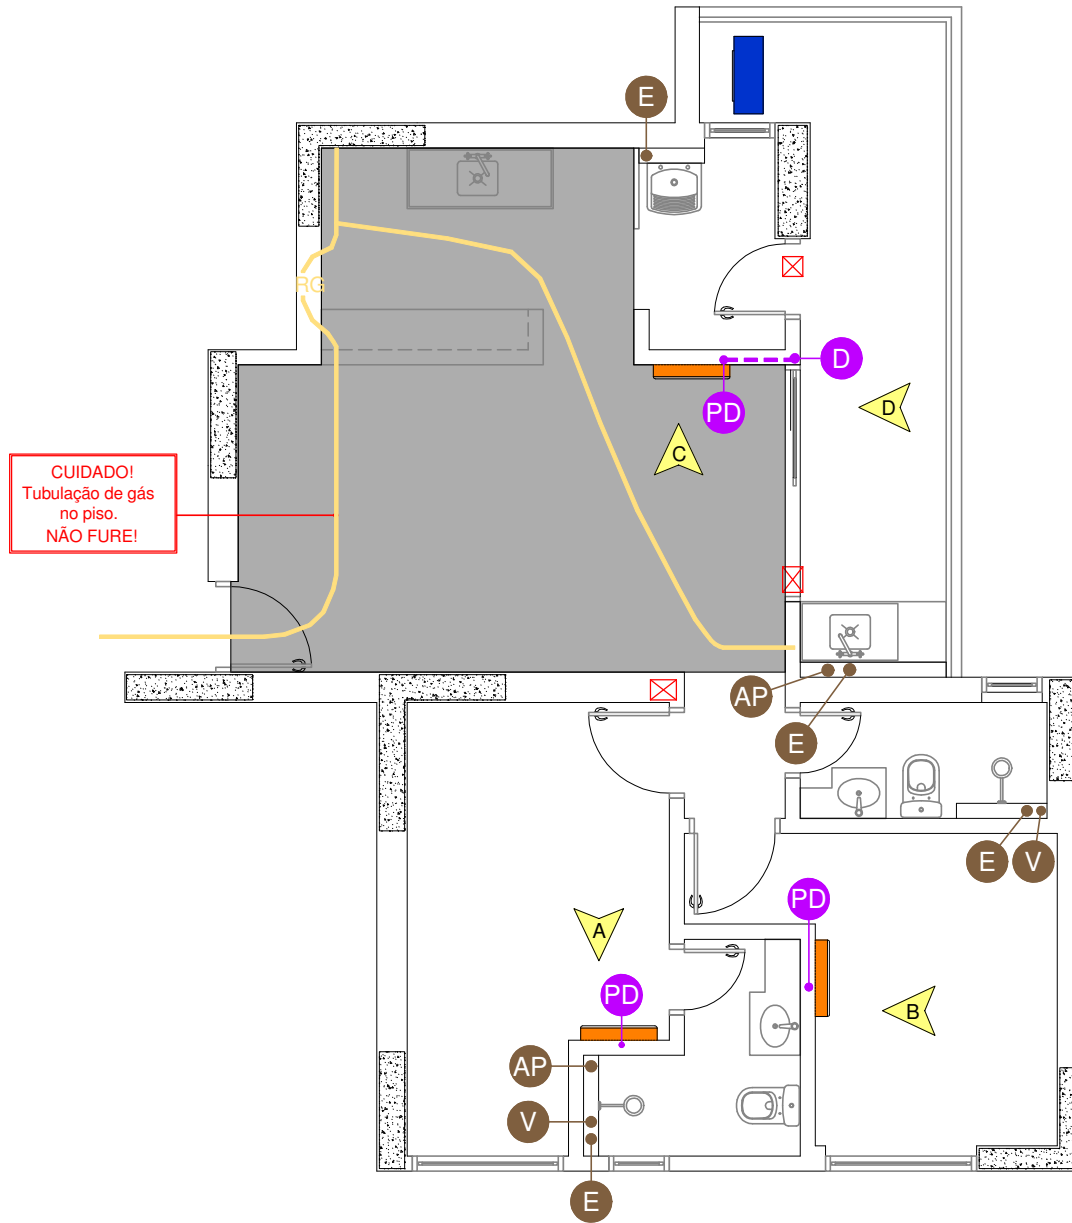 E
RG
D
PD
D
C
CUIDADO!
Tubulação de gás
no piso.
NÃO FURE!
AP
E
E
V
PD
A
PD
B
AP
V
E